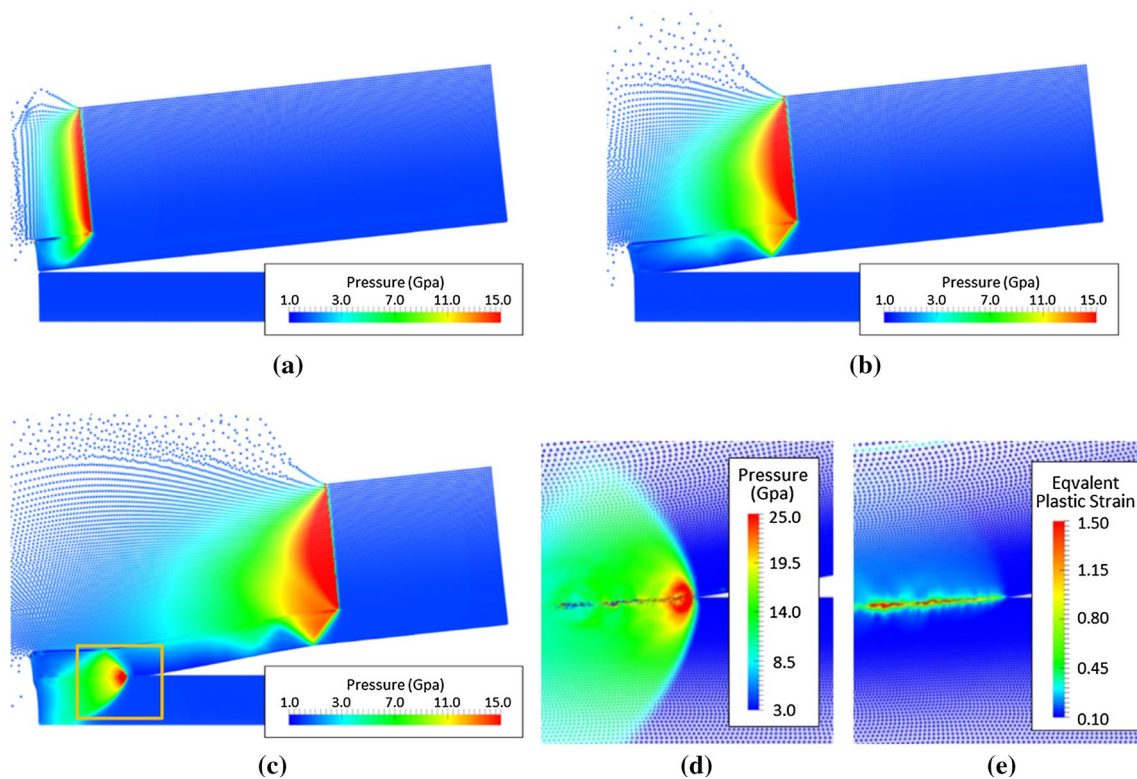 Pressure (Gpa)
1.0 3.0 7.0 11.0 15.0
(a)
Pressure (Gpa)
1.0 3.0 7.0 11.0 15.0
(b)
Pressure (Gpa)
1.0 3.0 7.0 11.0 15.0
(c)
Pressure
(Gpa)
25.0
19.5
14.0
8.5
3.0
(d)
Eqvalent
Plastic Strain
1.50
1.15
0.80
0.45
0.10
(e)